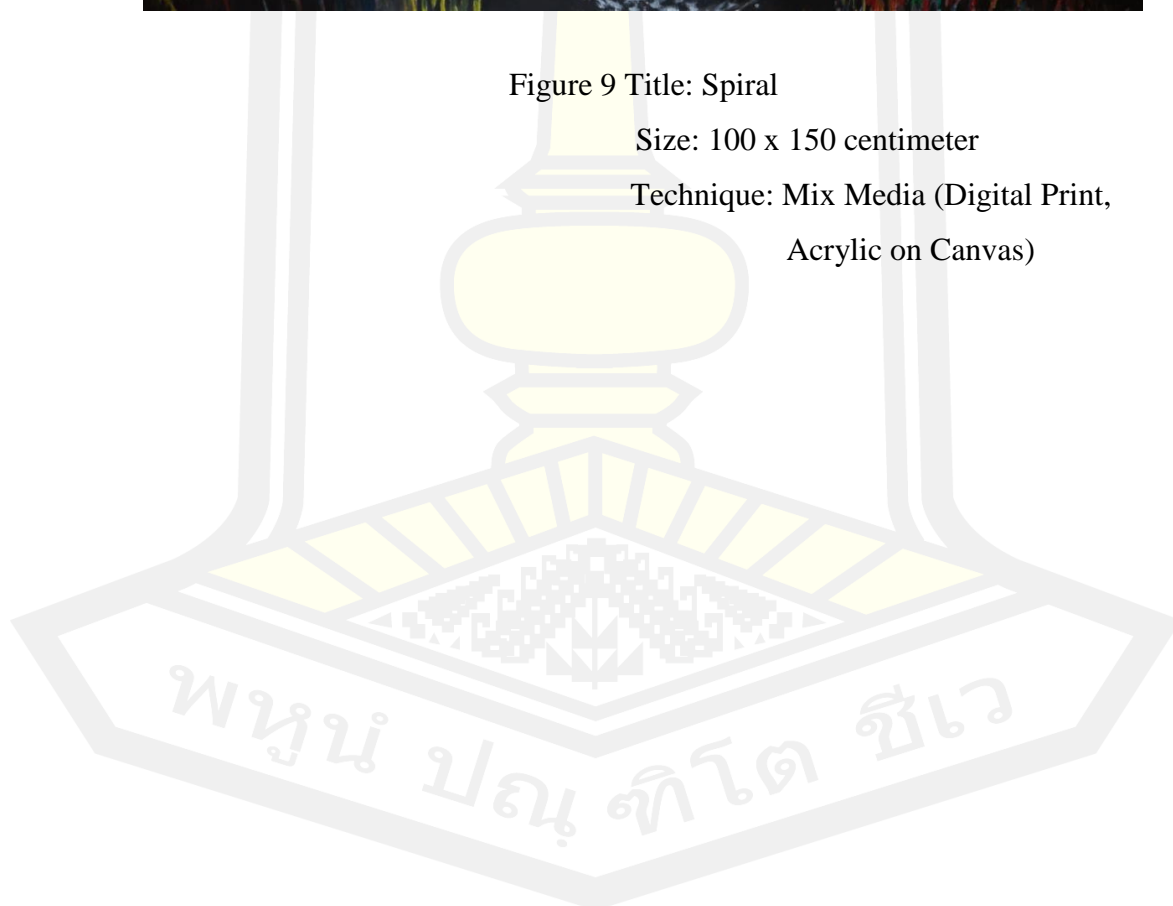 Figure 9 Title: Spiral
Size: 100 x 150 centimeter
Technique: Mix Media (Digital Print,
Acrylic on Canvas)
พหูนํ ปณฺฑิโต ชีเว